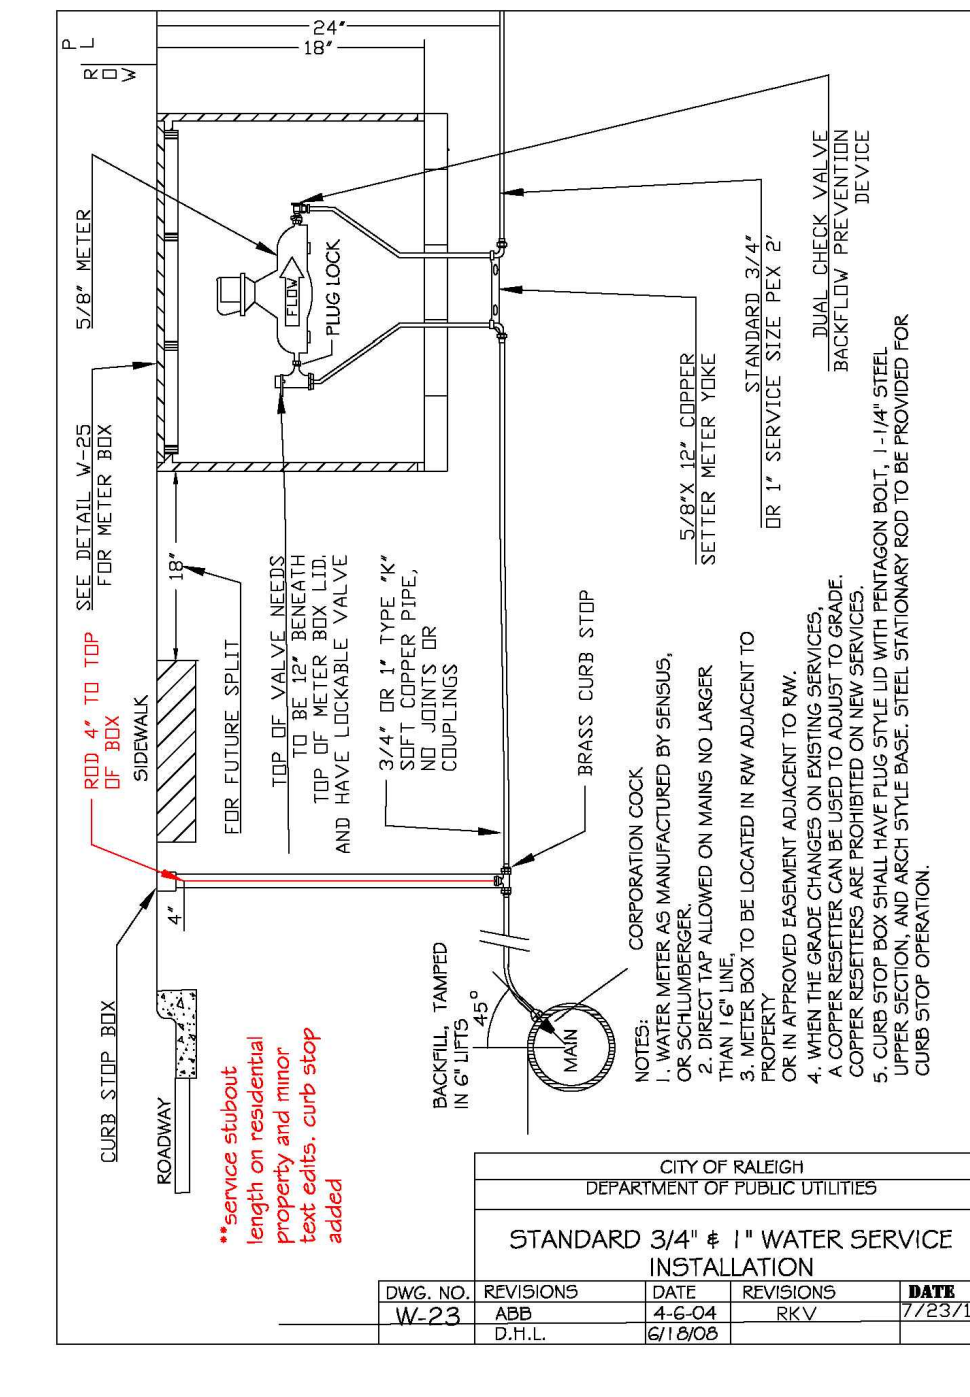 24"
18"
P L
ROW
5/8" METER
SEE DETAIL W-25
FOR METER BOX
ROD 4" TO TOP
OF BOX
SIDEWALK
CURB STOP BOX
ROADWAY
4"
18"
FOR FUTURE SPLIT
TOP OF VALVE NEEDS
TO BE 12" BENEATH
TOP OF METER BOX LID.
AND HAVE LOCKABLE VALVE
FLOW
PLUG LOCK
3/4" OR 1" TYPE "K"
SOFT COPPER PIPE,
NO JOINTS OR
COUPLINGS
BRASS CURB STOP
5/8"X 12" COPPER
SETTER METER YOKE
STANDARD 3/4"
OR 1" SERVICE SIZE PEX 2'
DUAL CHECK VALVE
BACKFLOW PREVENTION
DEVICE
BACKFILL, TAMPED
IN 6" LIFTS
45°
MAIN
CORPORATION COCK
**service stubout
length on residential
property and minor
text edits. curb stop
added
NOTES:
1. WATER METER AS MANUFACTURED BY SENSUS,
OR SCHLUMBERGER.
2. DIRECT TAP ALLOWED ON MAINS NO LARGER
THAN 16" LINE,
3. METER BOX TO BE LOCATED IN R/W ADJACENT TO
PROPERTY
OR IN APPROVED EASEMENT ADJACENT TO R/W.
4. WHEN THE GRADE CHANGES ON EXISTING SERVICES,
A COPPER RESETTER CAN BE USED TO ADJUST TO GRADE.
COPPER RESETTERS ARE PROHIBITED ON NEW SERVICES.
5. CURB STOP BOX SHALL HAVE PLUG STYLE LID WITH PENTAGON BOLT, 1-1/4" STEEL
UPPER SECTION, AND ARCH STYLE BASE. STEEL STATIONARY ROD TO BE PROVIDED FOR
CURB STOP OPERATION.
CITY OF RALEIGH
DEPARTMENT OF PUBLIC UTILITIES
STANDARD 3/4" & 1" WATER SERVICE
INSTALLATION
DWG. NO. REVISIONS DATE REVISIONS DATE
W-23 ABB 4-6-04 RKV 7/23/1
D.H.L. 6/18/08